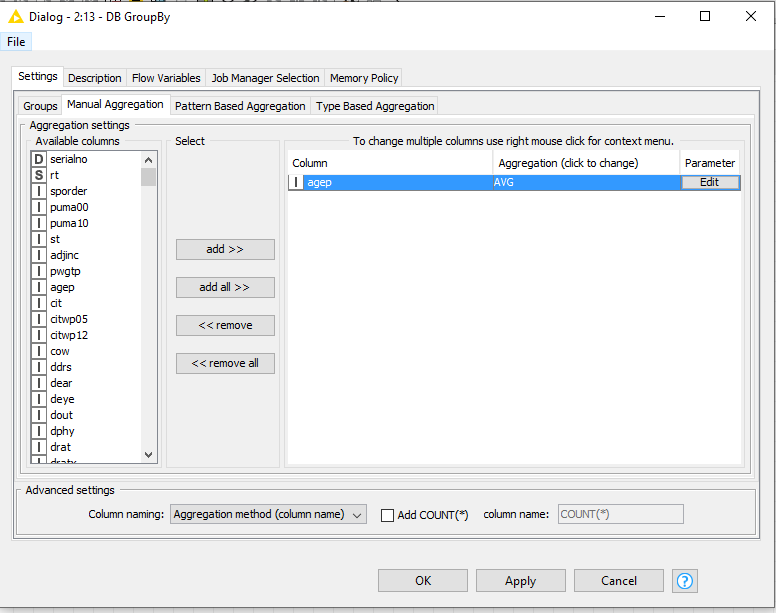 Dialog - 2:13 - DB GroupBy
File
Settings Description Flow Variables Job Manager Selection Memory Policy
Groups Manual Aggregation Pattern Based Aggregation Type Based Aggregation
Aggregation settings
Available columns
D serialno
S rt
I sporder
I puma00
I puma10
I st
I adjinc
I pwgtp
I agep
I cit
I citwp05
I citwp12
I cow
I ddrs
I dear
I deye
I dout
I dphy
I drat
I dratx
Select
add >>
add all >>
<< remove
<< remove all
To change multiple columns use right mouse click for context menu.
Column Aggregation (click to change) Parameter
I agep AVG Edit
Advanced settings
Column naming: Aggregation method (column name) Add COUNT(*) column name: COUNT(*)
OK Apply Cancel ?